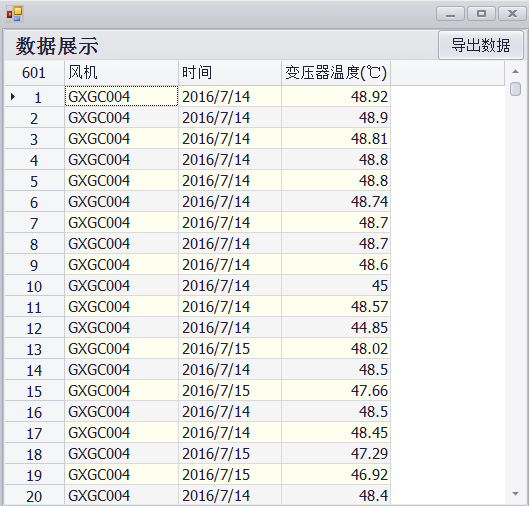 数据展示 导出数据
601 风机 时间 变压器温度(℃)
1 GXGC004 2016/7/14 48.92
2 GXGC004 2016/7/14 48.9
3 GXGC004 2016/7/14 48.81
4 GXGC004 2016/7/14 48.8
5 GXGC004 2016/7/14 48.8
6 GXGC004 2016/7/14 48.74
7 GXGC004 2016/7/14 48.7
8 GXGC004 2016/7/14 48.7
9 GXGC004 2016/7/14 48.6
10 GXGC004 2016/7/14 45
11 GXGC004 2016/7/14 48.57
12 GXGC004 2016/7/14 44.85
13 GXGC004 2016/7/15 48.02
14 GXGC004 2016/7/14 48.5
15 GXGC004 2016/7/15 47.66
16 GXGC004 2016/7/14 48.5
17 GXGC004 2016/7/14 48.45
18 GXGC004 2016/7/15 47.29
19 GXGC004 2016/7/15 46.92
20 GXGC004 2016/7/14 48.4